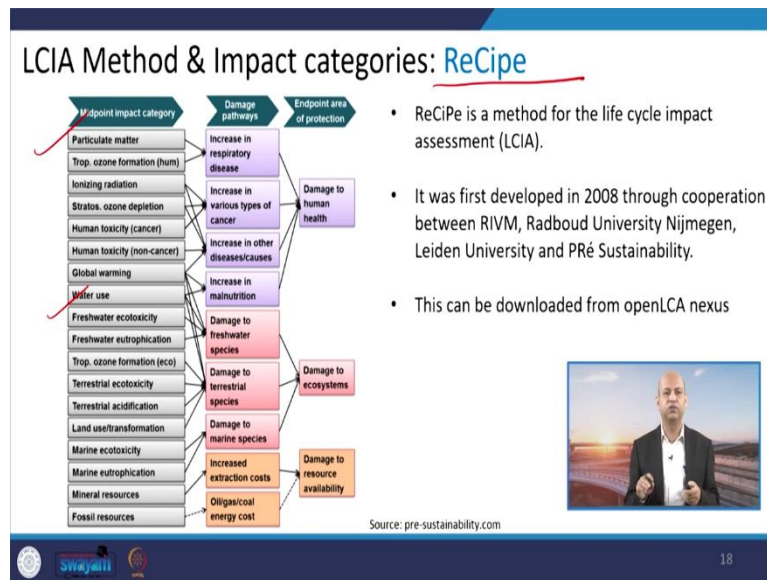 LCIA Method & Impact categories: ReCipe
Midpoint impact category
Damage
pathways
Endpoint area
of protection
Particulate matter
Trop. ozone formation (hum)
Ionizing radiation
Stratos. ozone depletion
Human toxicity (cancer)
Human toxicity (non-cancer)
Global warming
Water use
Freshwater ecotoxicity
Freshwater eutrophication
Trop. ozone formation (eco)
Terrestrial ecotoxicity
Terrestrial acidification
Land use/transformation
Marine ecotoxicity
Marine eutrophication
Mineral resources
Fossil resources
Increase in
respiratory
disease
Increase in
various types of
cancer
Increase in other
diseases/causes
Increase in
malnutrition
Damage to
freshwater
species
Damage to
terrestrial
species
Damage to
marine species
Increased
extraction costs
Oil/gas/coal
energy cost
Damage to
human
health
Damage to
ecosystems
Damage to
resource
availability
• ReCiPe is a method for the life cycle impact
assessment (LCIA).
• It was first developed in 2008 through cooperation
between RIVM, Radboud University Nijmegen,
Leiden University and PRé Sustainability.
• This can be downloaded from openLCA nexus
Source: pre-sustainability.com
swayam
18